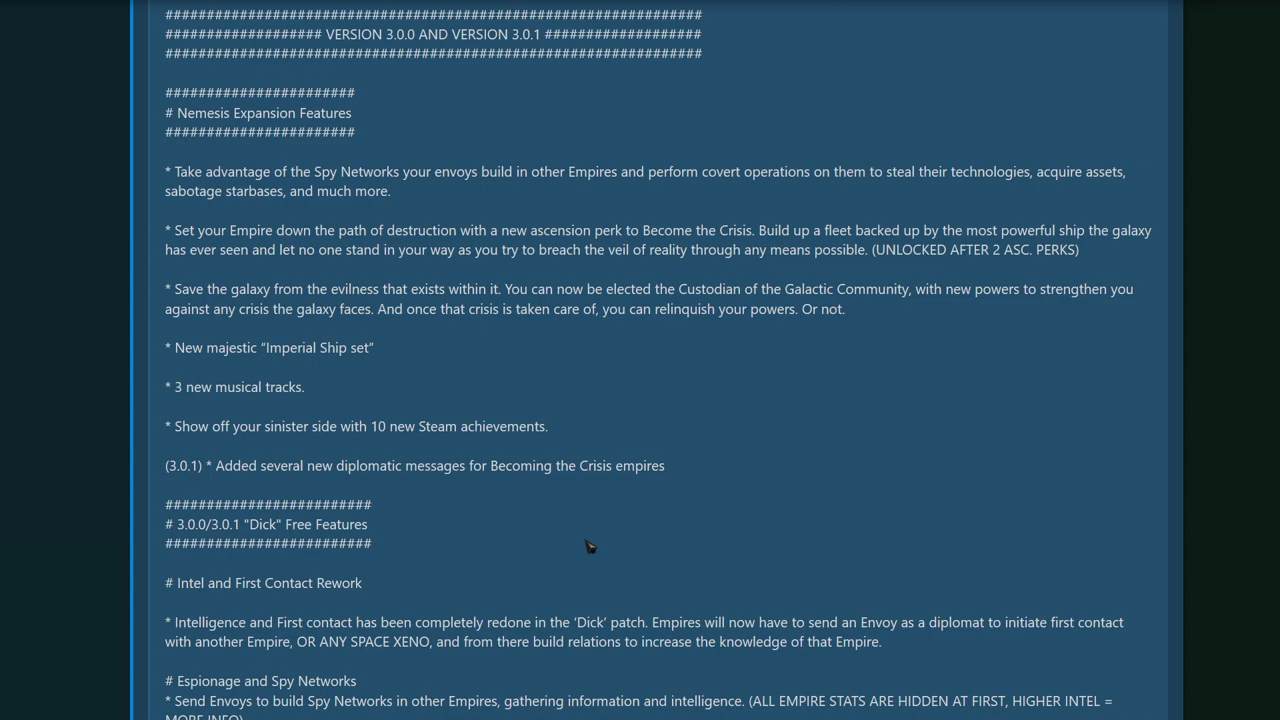 #################################################################
################### VERSION 3.0.0 AND VERSION 3.0.1 ###################
#################################################################
#######################
# Nemesis Expansion Features
#######################
* Take advantage of the Spy Networks your envoys build in other Empires and perform covert operations on them to steal their technologies, acquire assets,
sabotage starbases, and much more.
* Set your Empire down the path of destruction with a new ascension perk to Become the Crisis. Build up a fleet backed up by the most powerful ship the galaxy
has ever seen and let no one stand in your way as you try to breach the veil of reality through any means possible. (UNLOCKED AFTER 2 ASC. PERKS)
* Save the galaxy from the evilness that exists within it. You can now be elected the Custodian of the Galactic Community, with new powers to strengthen you
against any crisis the galaxy faces. And once that crisis is taken care of, you can relinquish your powers. Or not.
* New majestic “Imperial Ship set”
* 3 new musical tracks.
* Show off your sinister side with 10 new Steam achievements.
(3.0.1) * Added several new diplomatic messages for Becoming the Crisis empires
#########################
# 3.0.0/3.0.1 "Dick" Free Features
#########################
# Intel and First Contact Rework
* Intelligence and First contact has been completely redone in the ‘Dick’ patch. Empires will now have to send an Envoy as a diplomat to initiate first contact
with another Empire, OR ANY SPACE XENO, and from there build relations to increase the knowledge of that Empire.
# Espionage and Spy Networks
* Send Envoys to build Spy Networks in other Empires, gathering information and intelligence. (ALL EMPIRE STATS ARE HIDDEN AT FIRST, HIGHER INTEL =
MORE INFO)